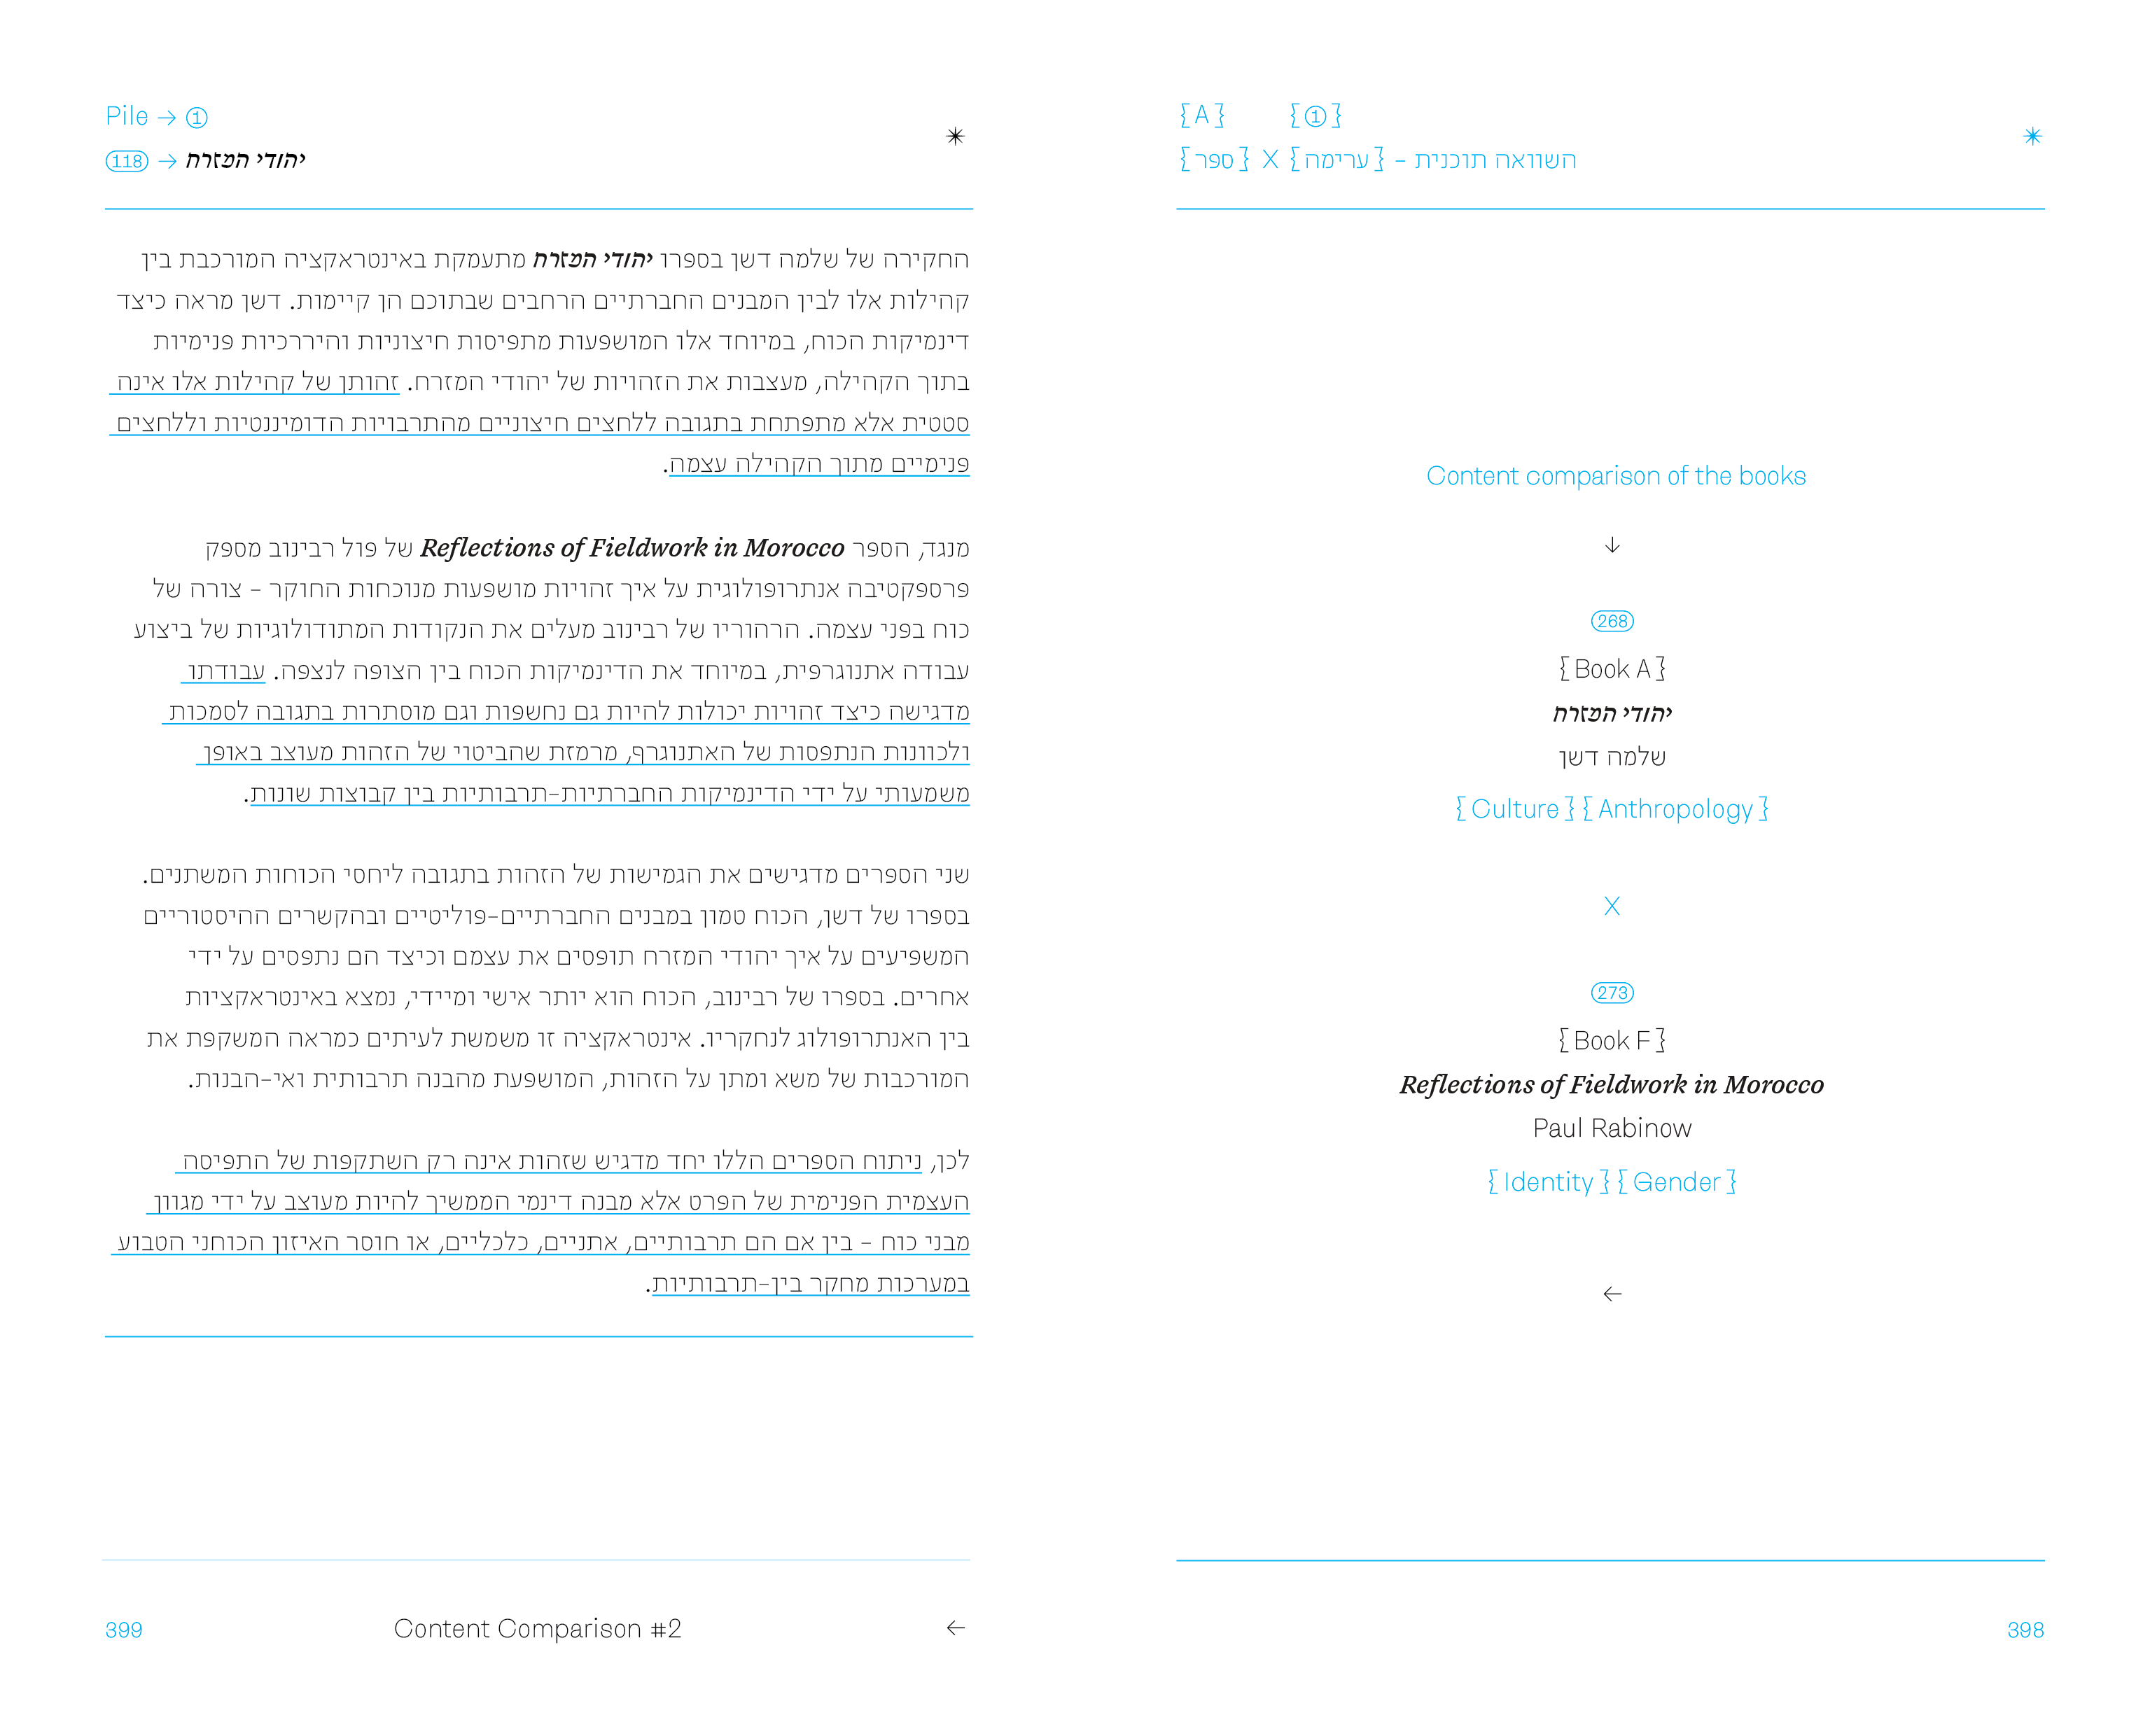 {A} {1}
השוואה תוכנית – {ערימה} X {ספר}
Content comparison of the books
↓
268
{Book A}
יהודי המזרח
שלמה דשן
{Culture} {Anthropology}
X
273
{Book F}
Reflections of Fieldwork in Morocco
Paul Rabinow
{Identity} {Gender}
←
398
Pile → 1
118 → יהודי המזרח
החקירה של שלמה דשן בספרו יהודי המזרח מתעמקת באינטראקציה המורכבת בין
קהילות אלו לבין המבנים החברתיים הרחבים שבתוכם הן קיימות. דשן מראה כיצד
דינמיקות הכוח, במיוחד אלו המושפעות מתפיסות חיצוניות והיררכיות פנימיות
בתוך הקהילה, מעצבות את הזהויות של יהודי המזרח. זהותן של קהילות אלו אינה
סטטית אלא מתפתחת בתגובה ללחצים חיצוניים מהתרבויות הדומיננטיות וללחצים
פנימיים מתוך הקהילה עצמה.
מנגד, הספר Reflections of Fieldwork in Morocco של פול רבינוב מספק
פרספקטיבה אנתרופולוגית על איך זהויות מושפעות מנוכחות החוקר – צורה של
כוח בפני עצמה. הרהוריו של רבינוב מעלים את הנקודות המתודולוגיות של ביצוע
עבודה אתנוגרפית, במיוחד את הדינמיקות הכוח בין הצופה לנצפה. עבודתו
מדגישה כיצד זהויות יכולות להיות גם נחשפות וגם מוסתרות בתגובה לסמכות
ולכוונות הנתפסות של האתנוגרף, מרמזת שהביטוי של הזהות מעוצב באופן
משמעותי על ידי הדינמיקות החברתיות-תרבותיות בין קבוצות שונות.
שני הספרים מדגישים את הגמישות של הזהות בתגובה ליחסי הכוחות המשתנים.
בספרו של דשן, הכוח טמון במבנים החברתיים-פוליטיים ובהקשרים ההיסטוריים
המשפיעים על איך יהודי המזרח תופסים את עצמם וכיצד הם נתפסים על ידי
אחרים. בספרו של רבינוב, הכוח הוא יותר אישי ומיידי, נמצא באינטראקציות
בין האנתרופולוג לנחקריו. אינטראקציה זו משמשת לעיתים כמראה המשקפת את
המורכבות של משא ומתן על הזהות, המושפעת מהבנה תרבותית ואי-הבנות.
לכן, ניתוח הספרים הללו יחד מדגיש שזהות אינה רק השתקפות של התפיסה
העצמית הפנימית של הפרט אלא מבנה דינמי הממשיך להיות מעוצב על ידי מגוון
מבני כוח – בין אם הם תרבותיים, אתניים, כלכליים, או חוסר האיזון הכוחני הטבוע
במערכות מחקר בין-תרבותיות.
399 Content Comparison #2 ←